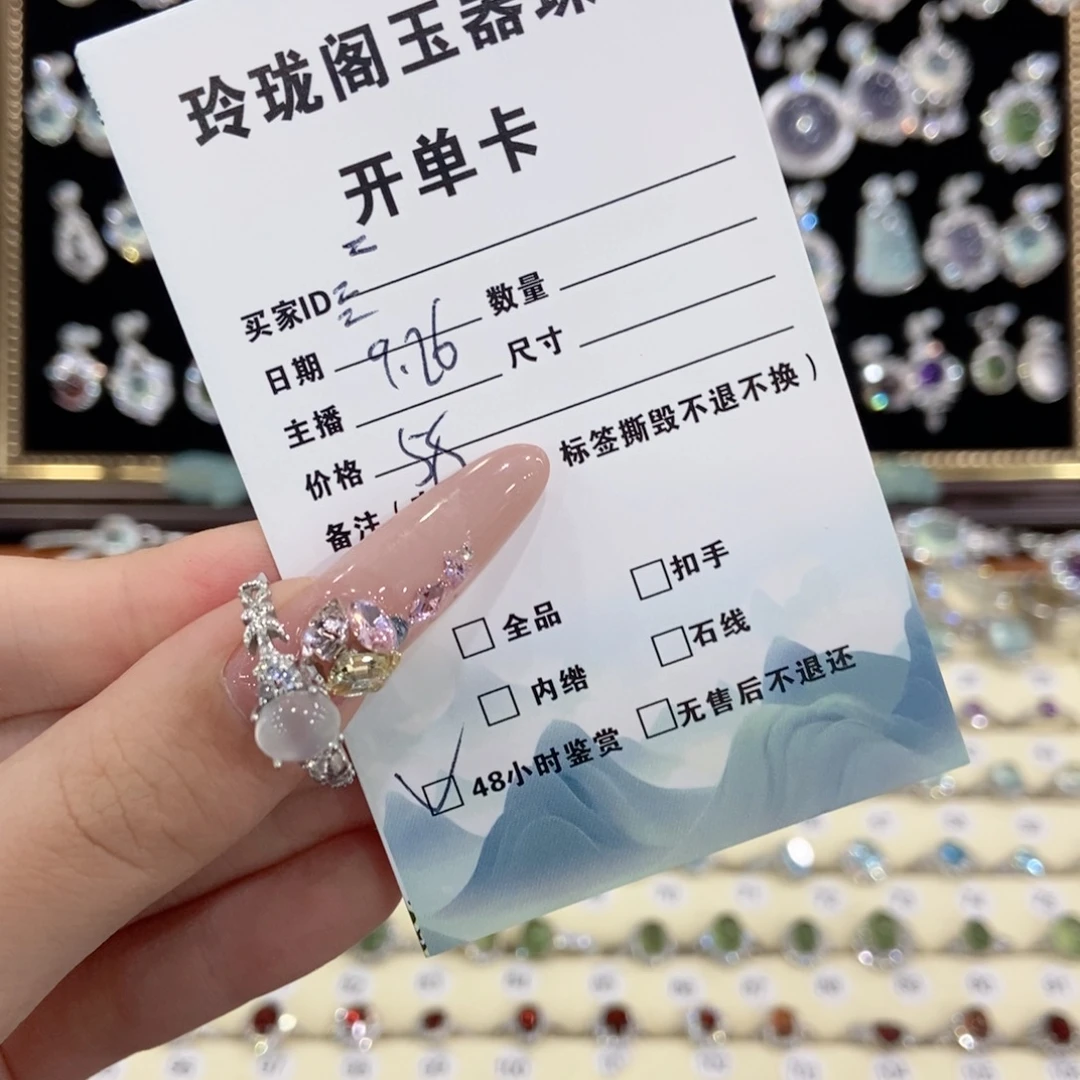 玲珑阁玉器珠
开单卡
买家ID
日期 9.26 数量
主播 尺寸
价格 58
备注（ 标签撕毁不退不换）
全品 扣手
内绺 石线
48小时鉴赏 无售后不退还